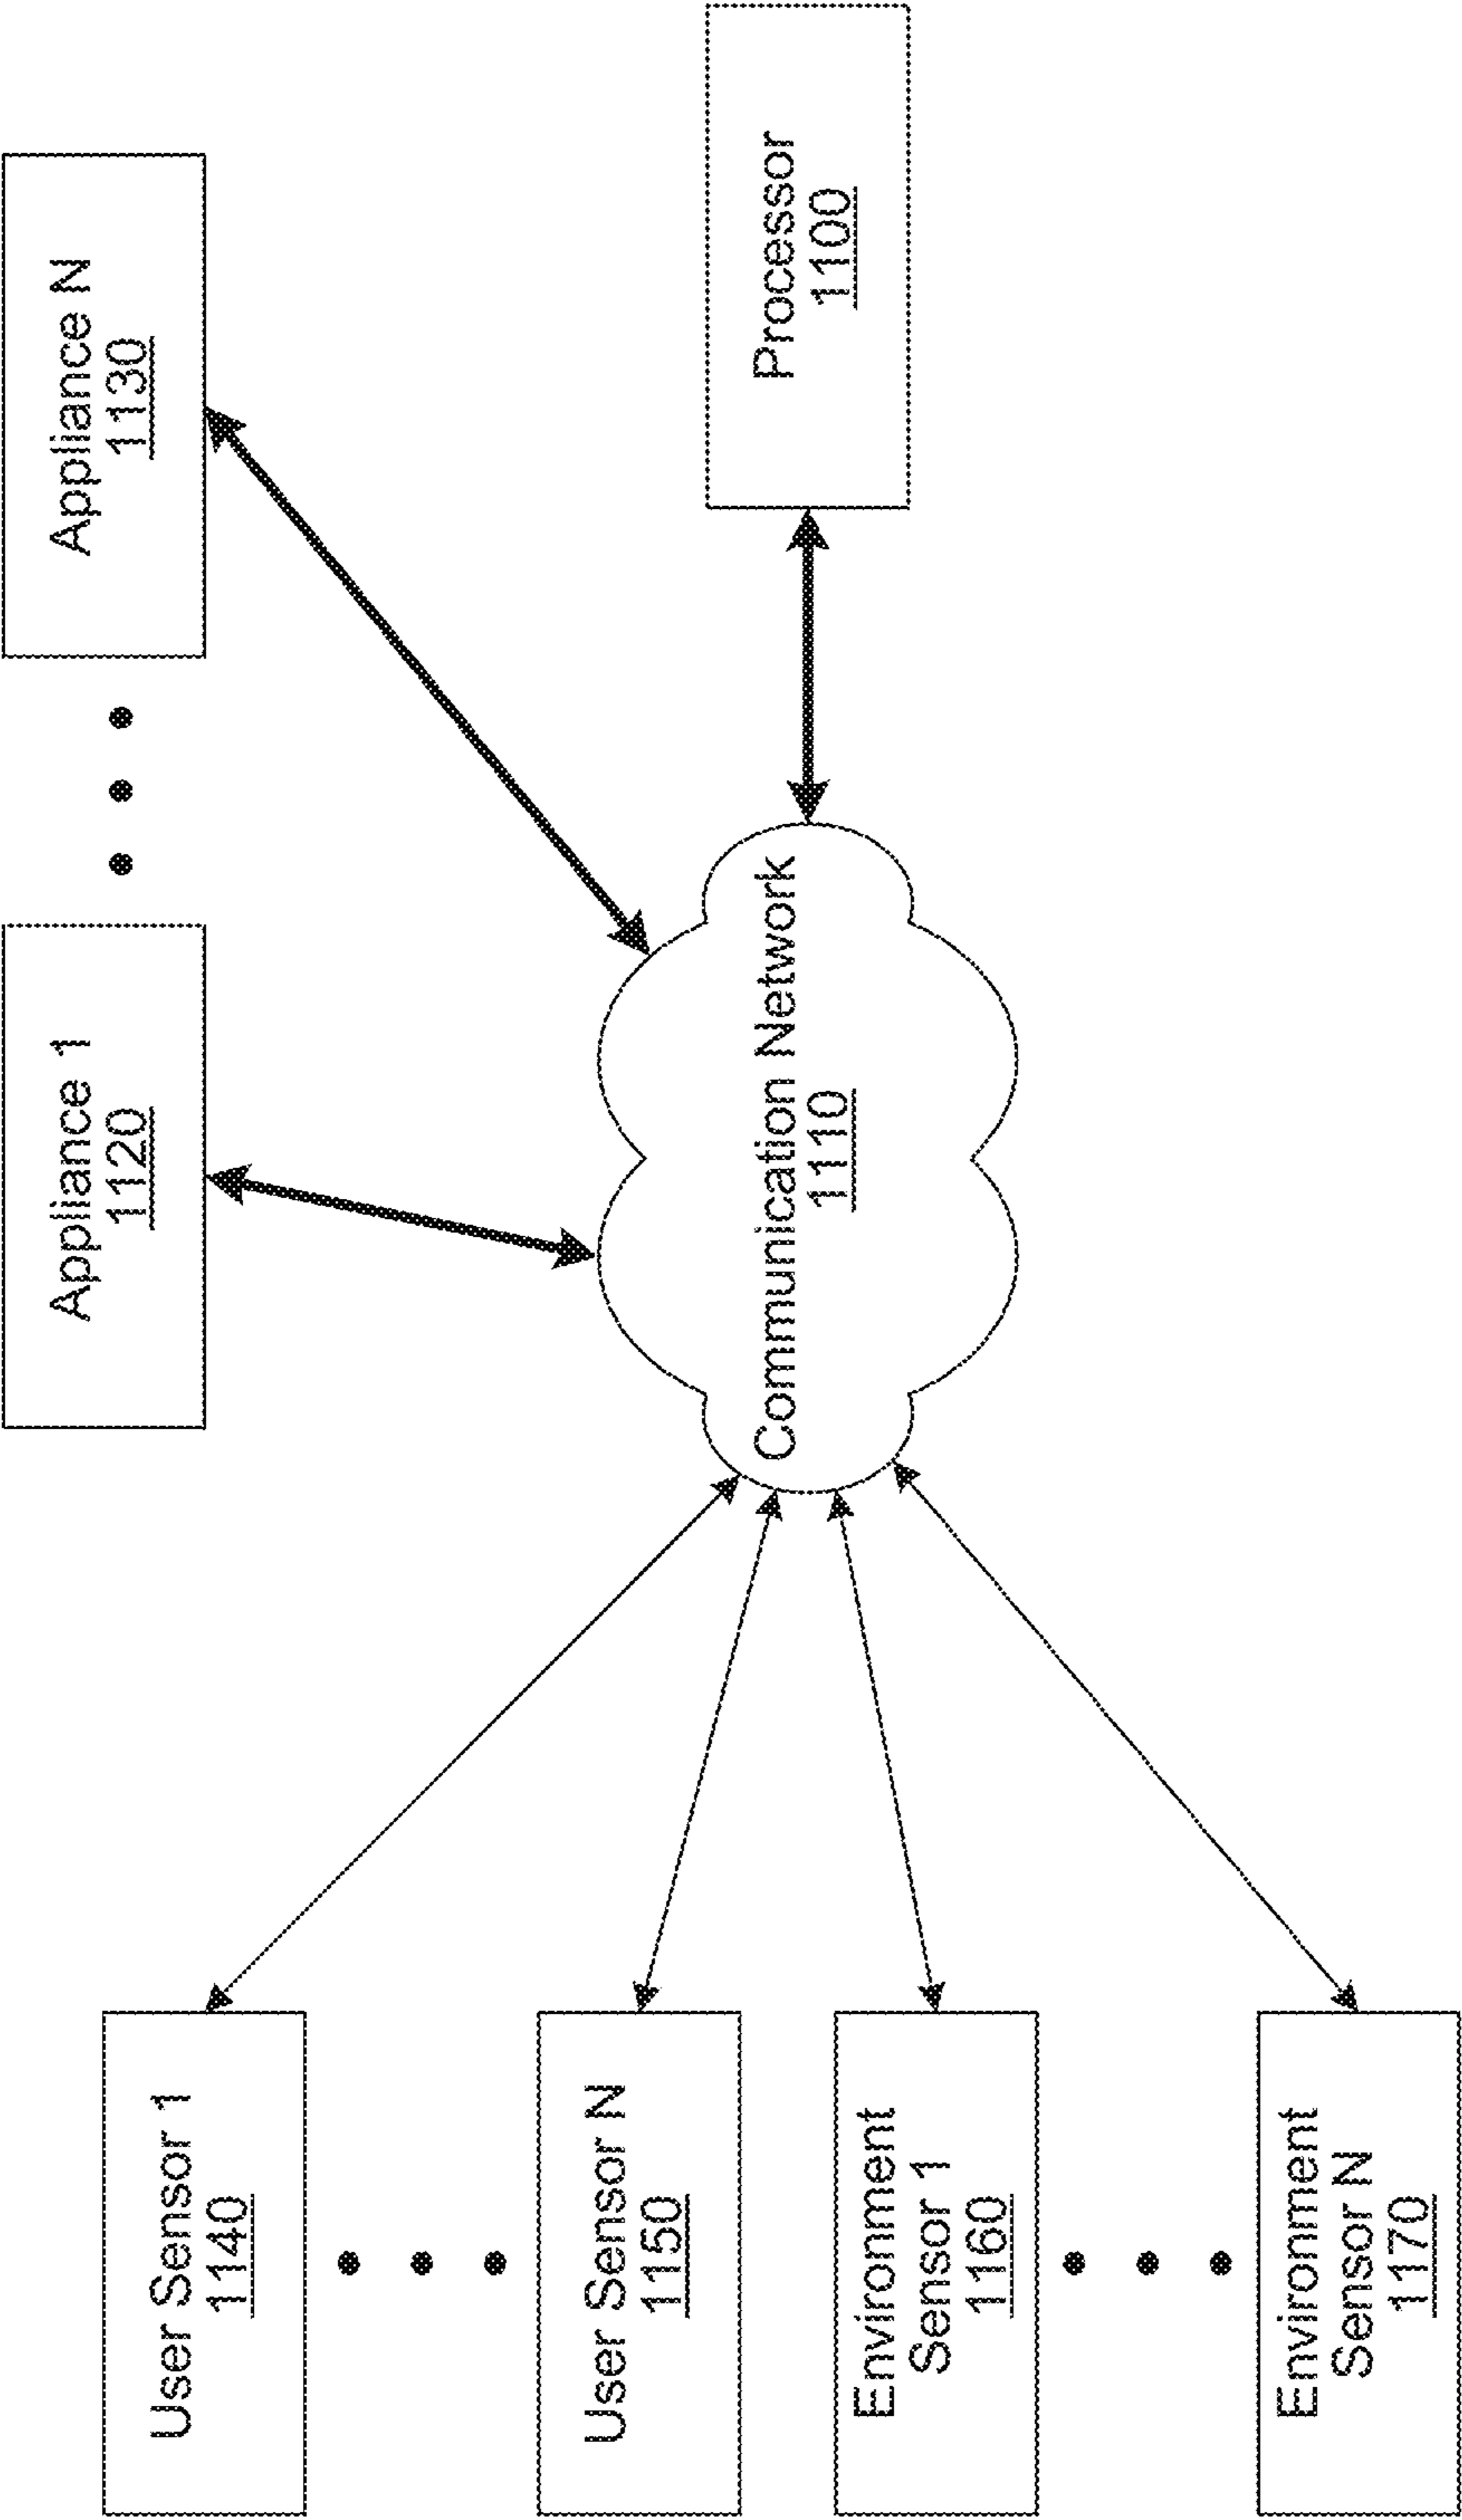 Appliance 1
1120
Appliance N
1130
User Sensor 1
1140
User Sensor N
1150
Communication Network
1110
Processor
1100
Environment
Sensor 1
1160
Environment
Sensor N
1170